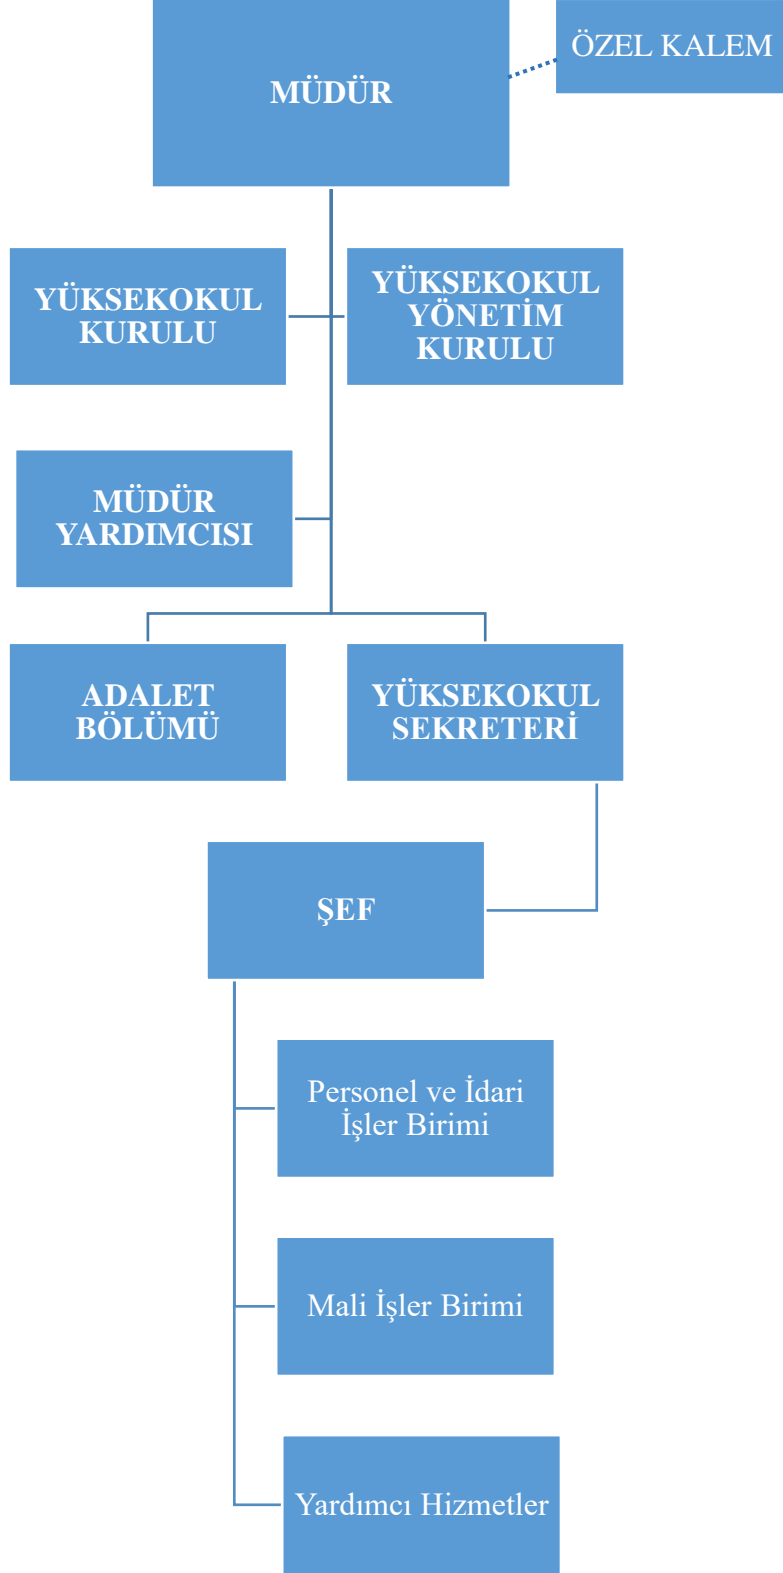 MÜDÜR
ÖZEL KALEM
YÜKSEKOKUL
KURULU
YÜKSEKOKUL
YÖNETİM
KURULU
MÜDÜR
YARDIMCISI
ADALET
BÖLÜMÜ
YÜKSEKOKUL
SEKRETERİ
ŞEF
Personel ve İdari
İşler Birimi
Mali İşler Birimi
Yardımcı Hizmetler